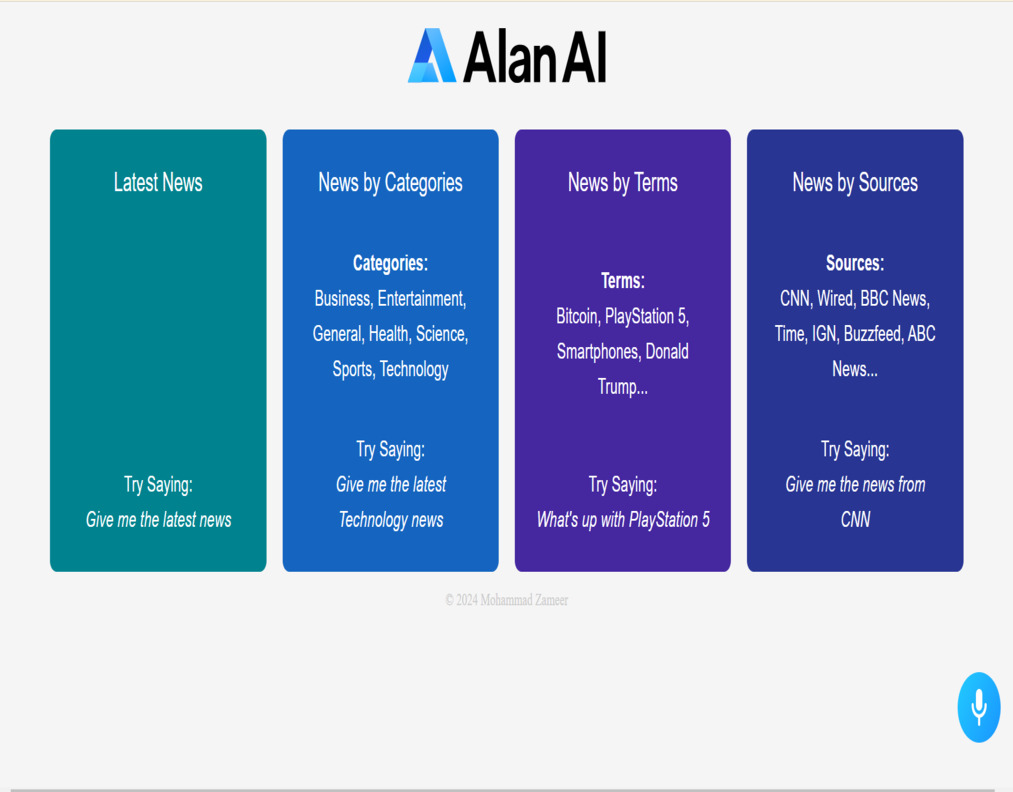 Alan AI
Latest News
Try Saying:
Give me the latest news
News by Categories
Categories:
Business, Entertainment,
General, Health, Science,
Sports, Technology
Try Saying:
Give me the latest
Technology news
News by Terms
Terms:
Bitcoin, PlayStation 5,
Smartphones, Donald
Trump...
Try Saying:
What's up with PlayStation 5
News by Sources
Sources:
CNN, Wired, BBC News,
Time, IGN, Buzzfeed, ABC
News...
Try Saying:
Give me the news from
CNN
© 2024 Mohammad Zameer